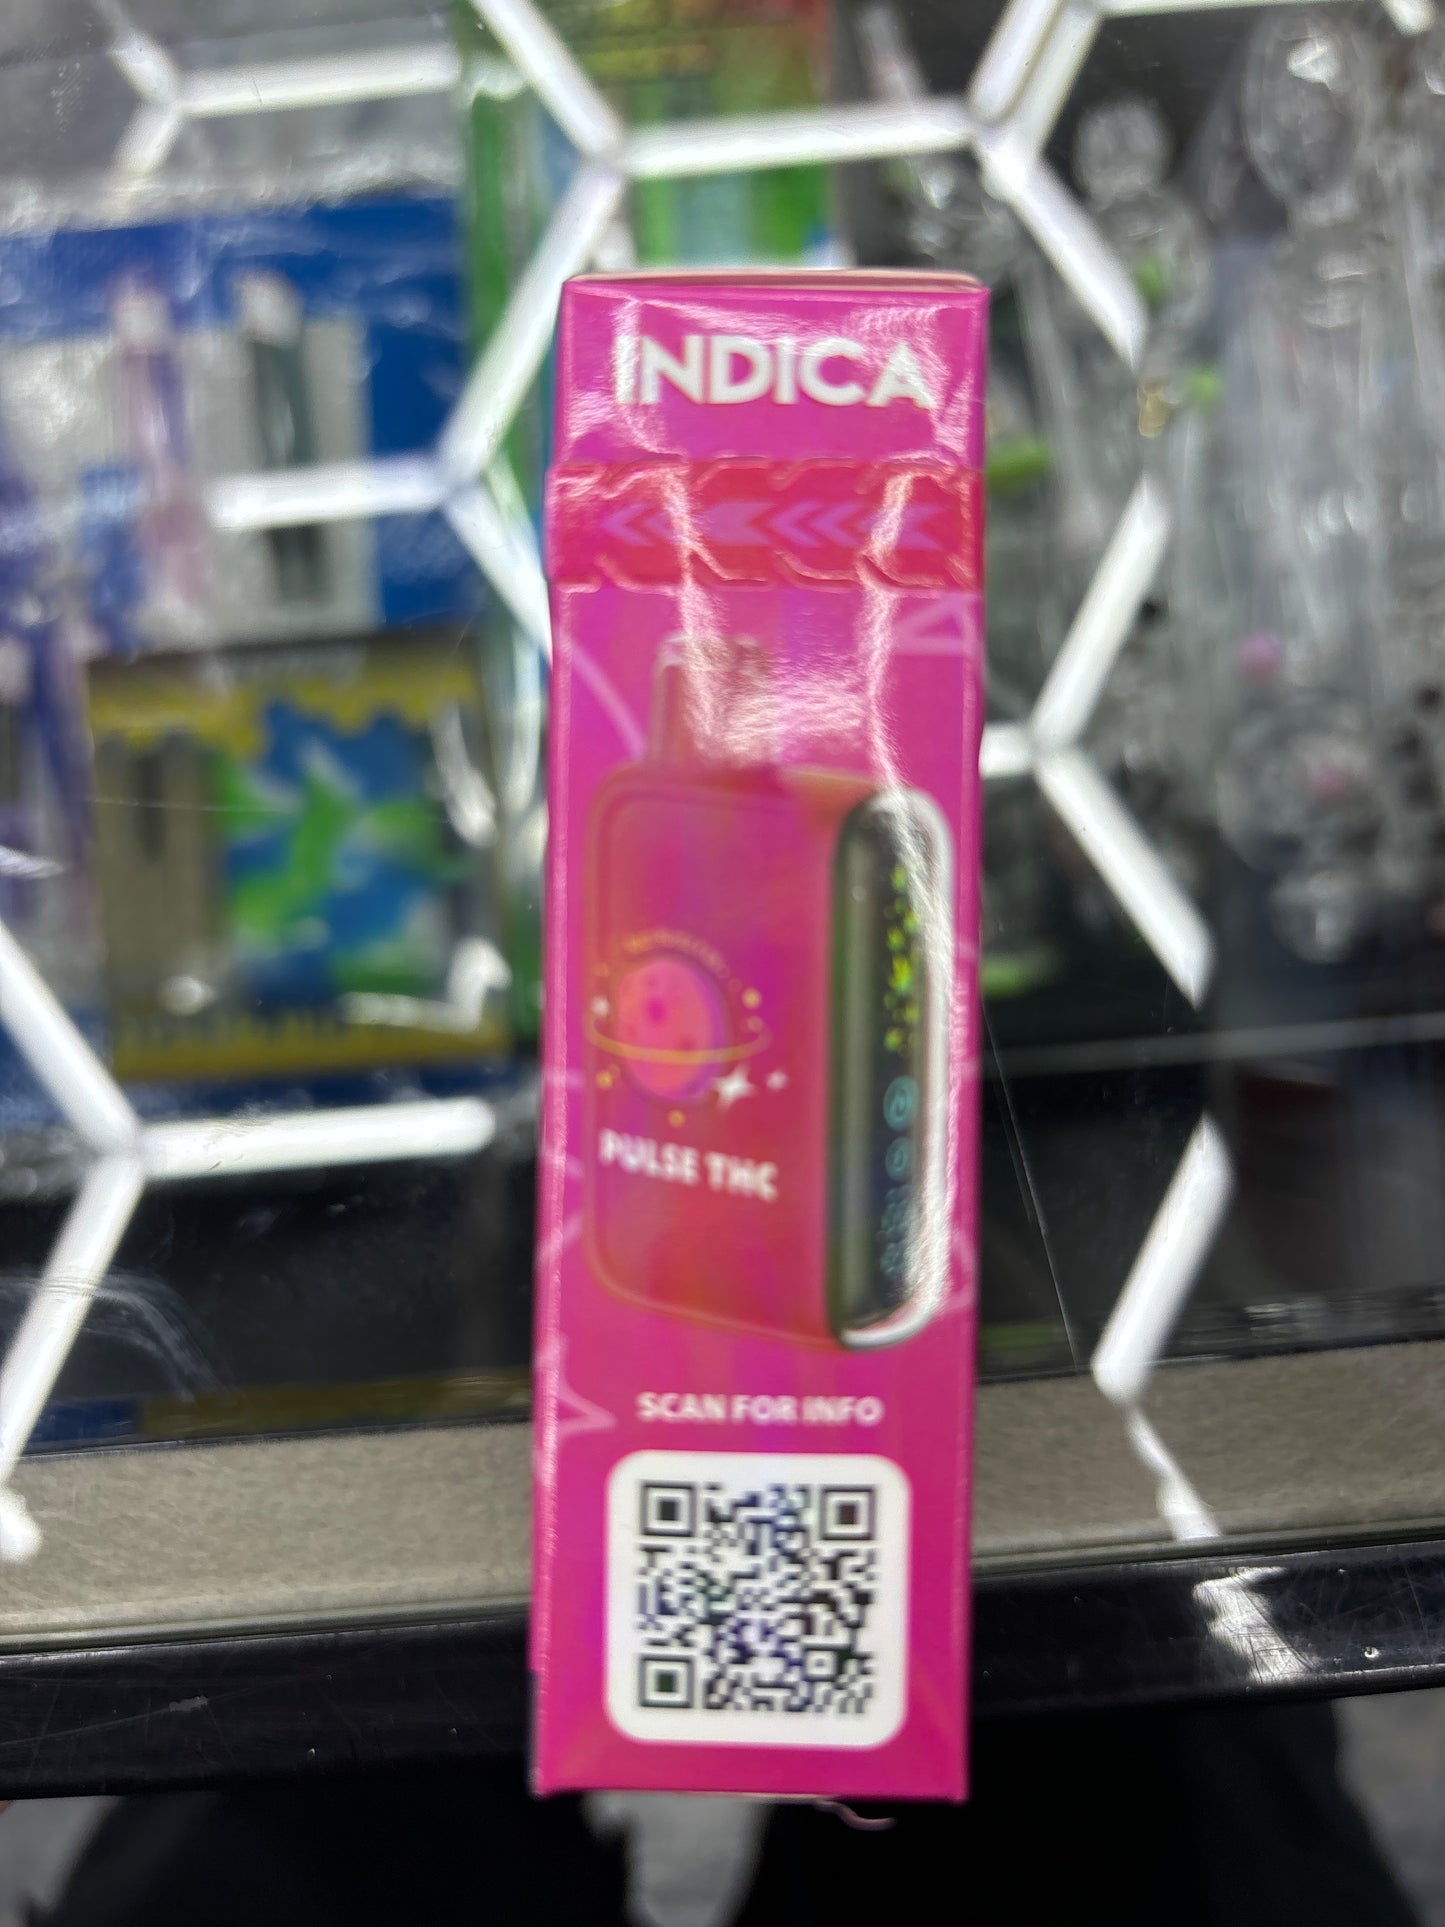 INDICA
PULSE THC
SCAN FOR INFO